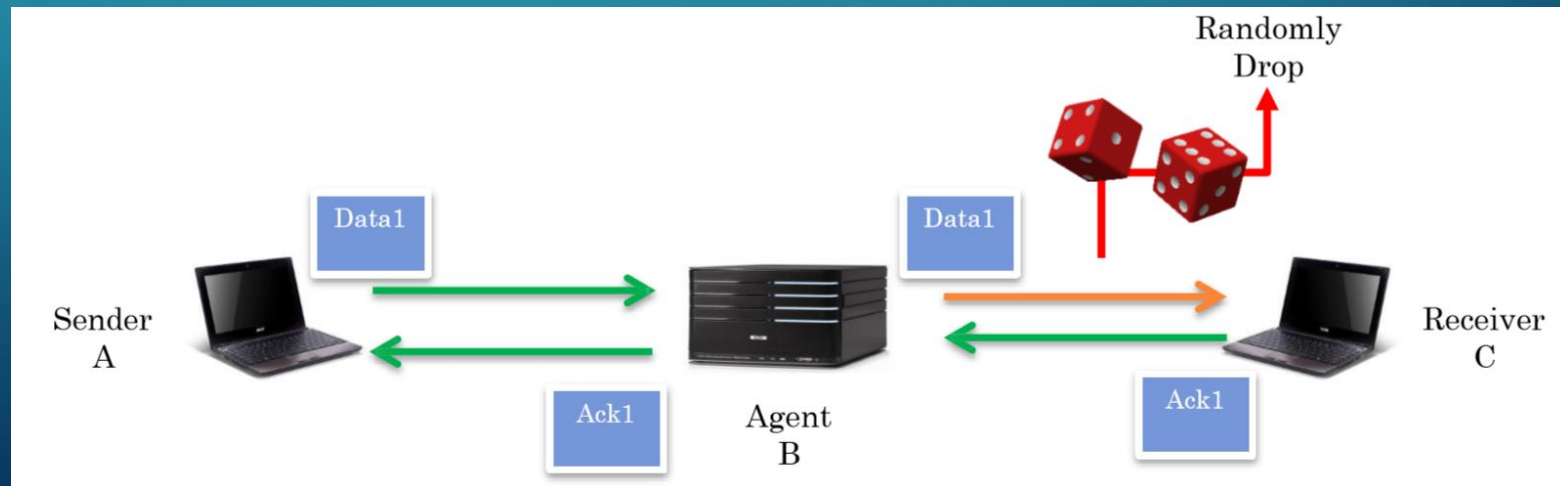 Randomly
Drop
Data1
Data1
Sender
A
Receiver
C
Ack1
Agent
B
Ack1